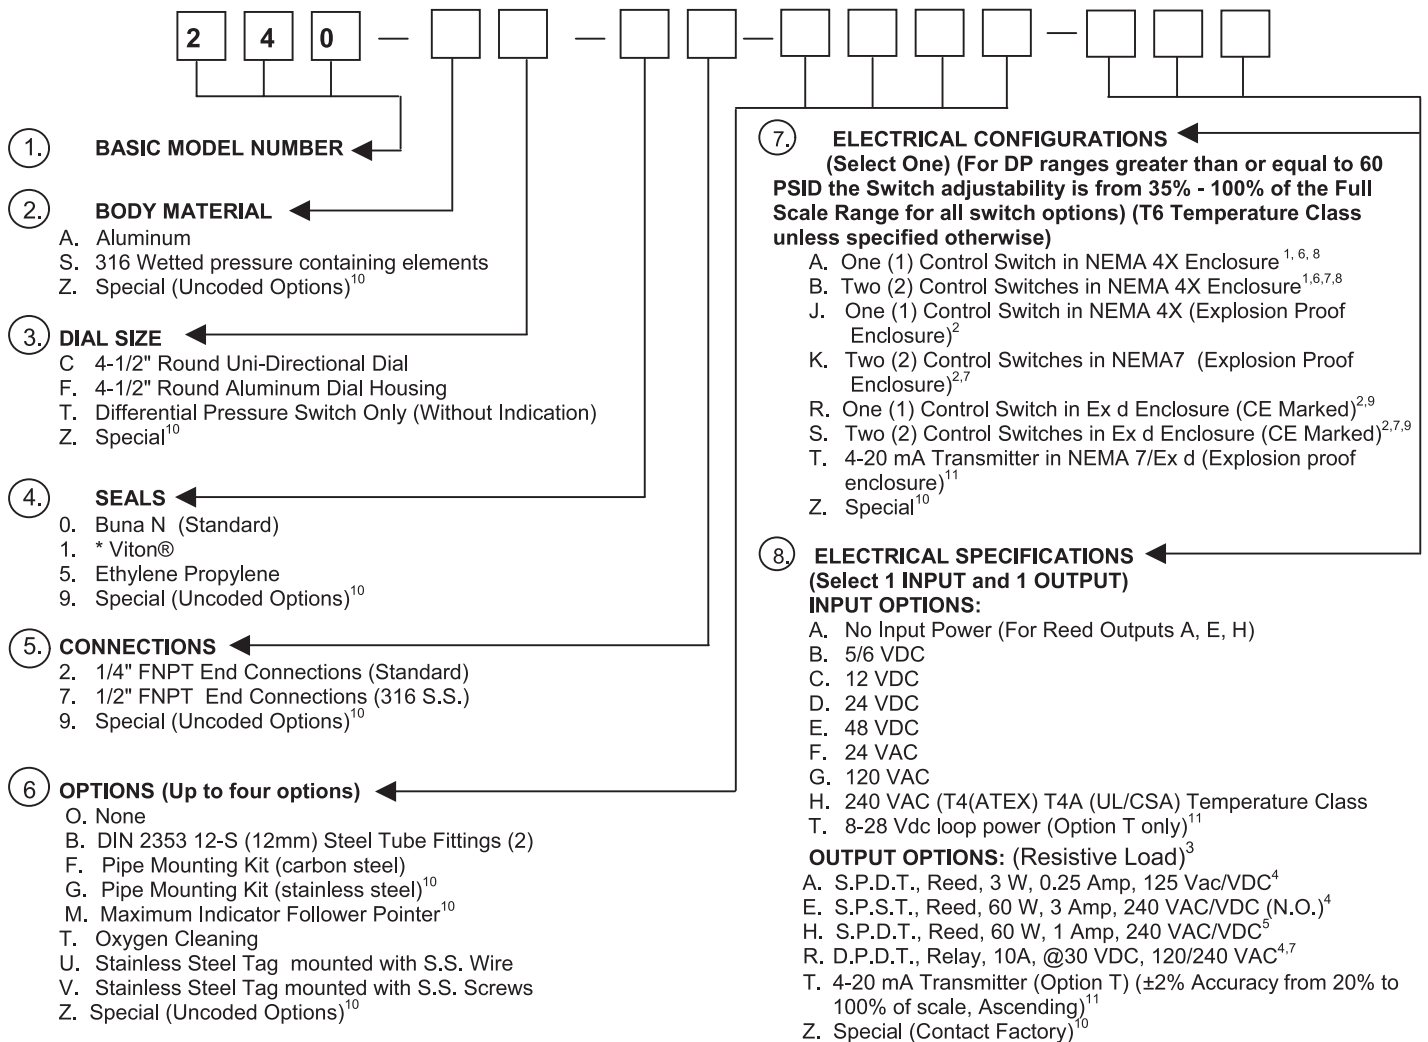 2 4 0 — — — —
1. BASIC MODEL NUMBER
2. BODY MATERIAL
A. Aluminum
S. 316 Wetted pressure containing elements
Z. Special (Uncoded Options)10
3. DIAL SIZE
C 4-1/2" Round Uni-Directional Dial
F. 4-1/2" Round Aluminum Dial Housing
T. Differential Pressure Switch Only (Without Indication)
Z. Special10
4. SEALS
0. Buna N (Standard)
1. * Viton®
5. Ethylene Propylene
9. Special (Uncoded Options)10
5. CONNECTIONS
2. 1/4" FNPT End Connections (Standard)
7. 1/2" FNPT End Connections (316 S.S.)
9. Special (Uncoded Options)10
6 OPTIONS (Up to four options)
O. None
B. DIN 2353 12-S (12mm) Steel Tube Fittings (2)
F. Pipe Mounting Kit (carbon steel)
G. Pipe Mounting Kit (stainless steel)10
M. Maximum Indicator Follower Pointer10
T. Oxygen Cleaning
U. Stainless Steel Tag mounted with S.S. Wire
V. Stainless Steel Tag mounted with S.S. Screws
Z. Special (Uncoded Options)10
7. ELECTRICAL CONFIGURATIONS
(Select One) (For DP ranges greater than or equal to 60
PSID the Switch adjustability is from 35% - 100% of the Full
Scale Range for all switch options) (T6 Temperature Class
unless specified otherwise)
A. One (1) Control Switch in NEMA 4X Enclosure1, 6, 8
B. Two (2) Control Switches in NEMA 4X Enclosure1,6,7,8
J. One (1) Control Switch in NEMA 4X (Explosion Proof
Enclosure)2
K. Two (2) Control Switches in NEMA7 (Explosion Proof
Enclosure)2,7
R. One (1) Control Switch in Ex d Enclosure (CE Marked)2,9
S. Two (2) Control Switches in Ex d Enclosure (CE Marked)2,7,9
T. 4-20 mA Transmitter in NEMA 7/Ex d (Explosion proof
enclosure)11
Z. Special10
8. ELECTRICAL SPECIFICATIONS
(Select 1 INPUT and 1 OUTPUT)
INPUT OPTIONS:
A. No Input Power (For Reed Outputs A, E, H)
B. 5/6 VDC
C. 12 VDC
D. 24 VDC
E. 48 VDC
F. 24 VAC
G. 120 VAC
H. 240 VAC (T4(ATEX) T4A (UL/CSA) Temperature Class
T. 8-28 Vdc loop power (Option T only)11
OUTPUT OPTIONS: (Resistive Load)3
A. S.P.D.T., Reed, 3 W, 0.25 Amp, 125 Vac/VDC4
E. S.P.S.T., Reed, 60 W, 3 Amp, 240 VAC/VDC (N.O.)4
H. S.P.D.T., Reed, 60 W, 1 Amp, 240 VAC/VDC5
R. D.P.D.T., Relay, 10A, @30 VDC, 120/240 VAC4,7
T. 4-20 mA Transmitter (Option T) (±2% Accuracy from 20% to
100% of scale, Ascending)11
Z. Special (Contact Factory)10